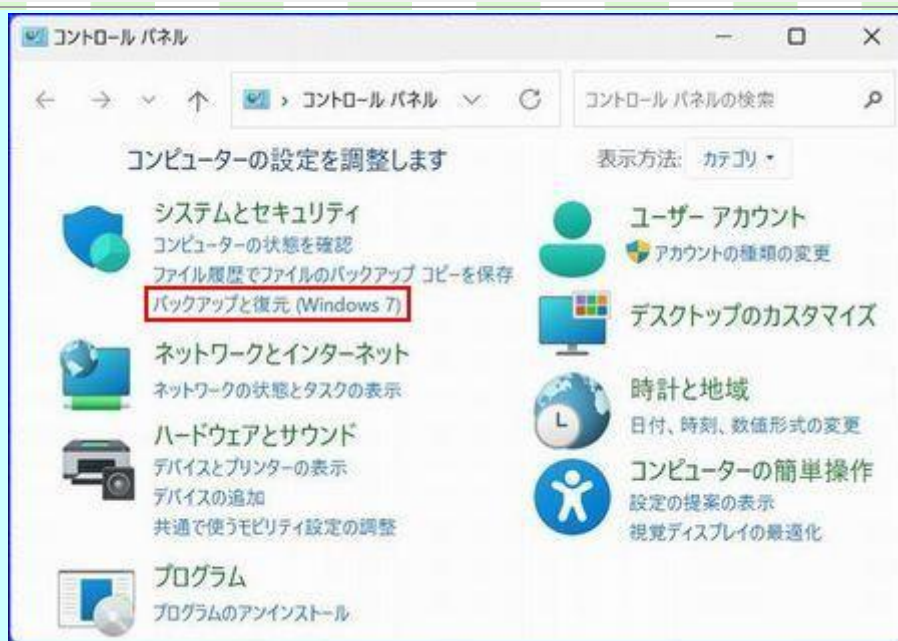 コントロール パネル
コントロール パネル
コントロール パネルの検索
コンピューターの設定を調整します
表示方法: カテゴリ
システムとセキュリティ
コンピューターの状態を確認
ファイル履歴でファイルのバックアップ コピーを保存
バックアップと復元 (Windows 7)
ネットワークとインターネット
ネットワークの状態とタスクの表示
ハードウェアとサウンド
デバイスとプリンターの表示
デバイスの追加
共通で使うモビリティ設定の調整
プログラム
プログラムのアンインストール
ユーザー アカウント
アカウントの種類の変更
デスクトップのカスタマイズ
時計と地域
日付、時刻、数値形式の変更
コンピューターの簡単操作
設定の提案の表示
視覚ディスプレイの最適化